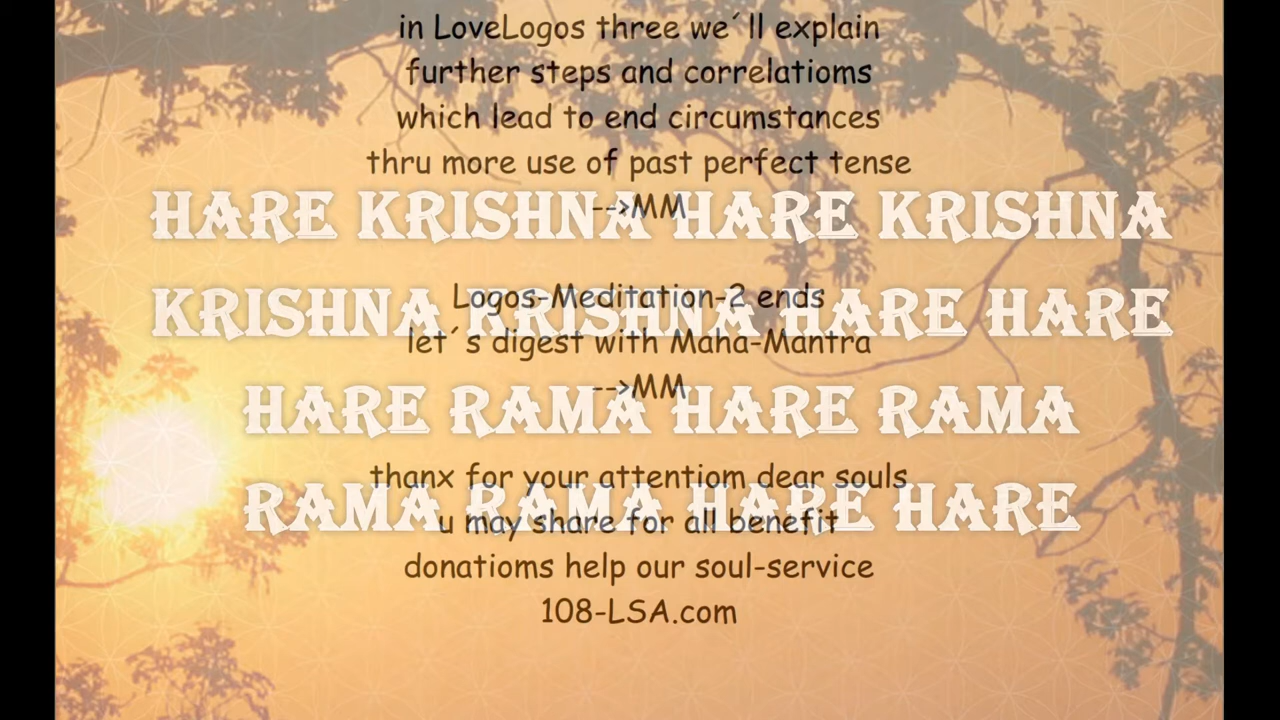 in LoveLogos three we´ll explain
further steps and correlatioms
which lead to end circumstances
thru more use of past perfect tense
-->MM
HARE KRISHNA HARE KRISHNA
Logos-Meditation-2 ends
KRISHNA KRISHNA HARE HARE
let´s digest with Maha-Mantra
-->MM
HARE RAMA HARE RAMA
thanx for your attentiom dear souls
RAMA RAMA HARE HARE
u may share for all benefit
donatioms help our soul-service
108-LSA.com